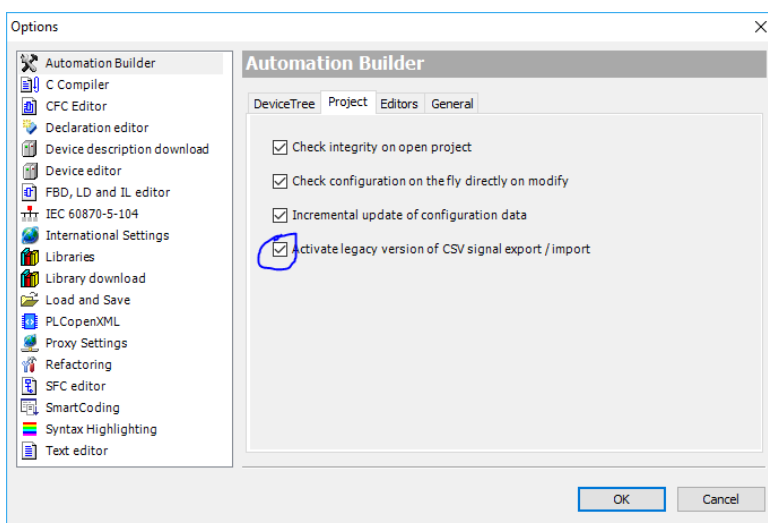 Options
Automation Builder
C Compiler
CFC Editor
Declaration editor
Device description download
Device editor
FBD, LD and IL editor
IEC 60870-5-104
International Settings
Libraries
Library download
Load and Save
PLCopenXML
Proxy Settings
Refactoring
SFC editor
SmartCoding
Syntax Highlighting
Text editor
Automation Builder
DeviceTree Project Editors General
Check integrity on open project
Check configuration on the fly directly on modify
Incremental update of configuration data
Activate legacy version of CSV signal export / import
OK Cancel